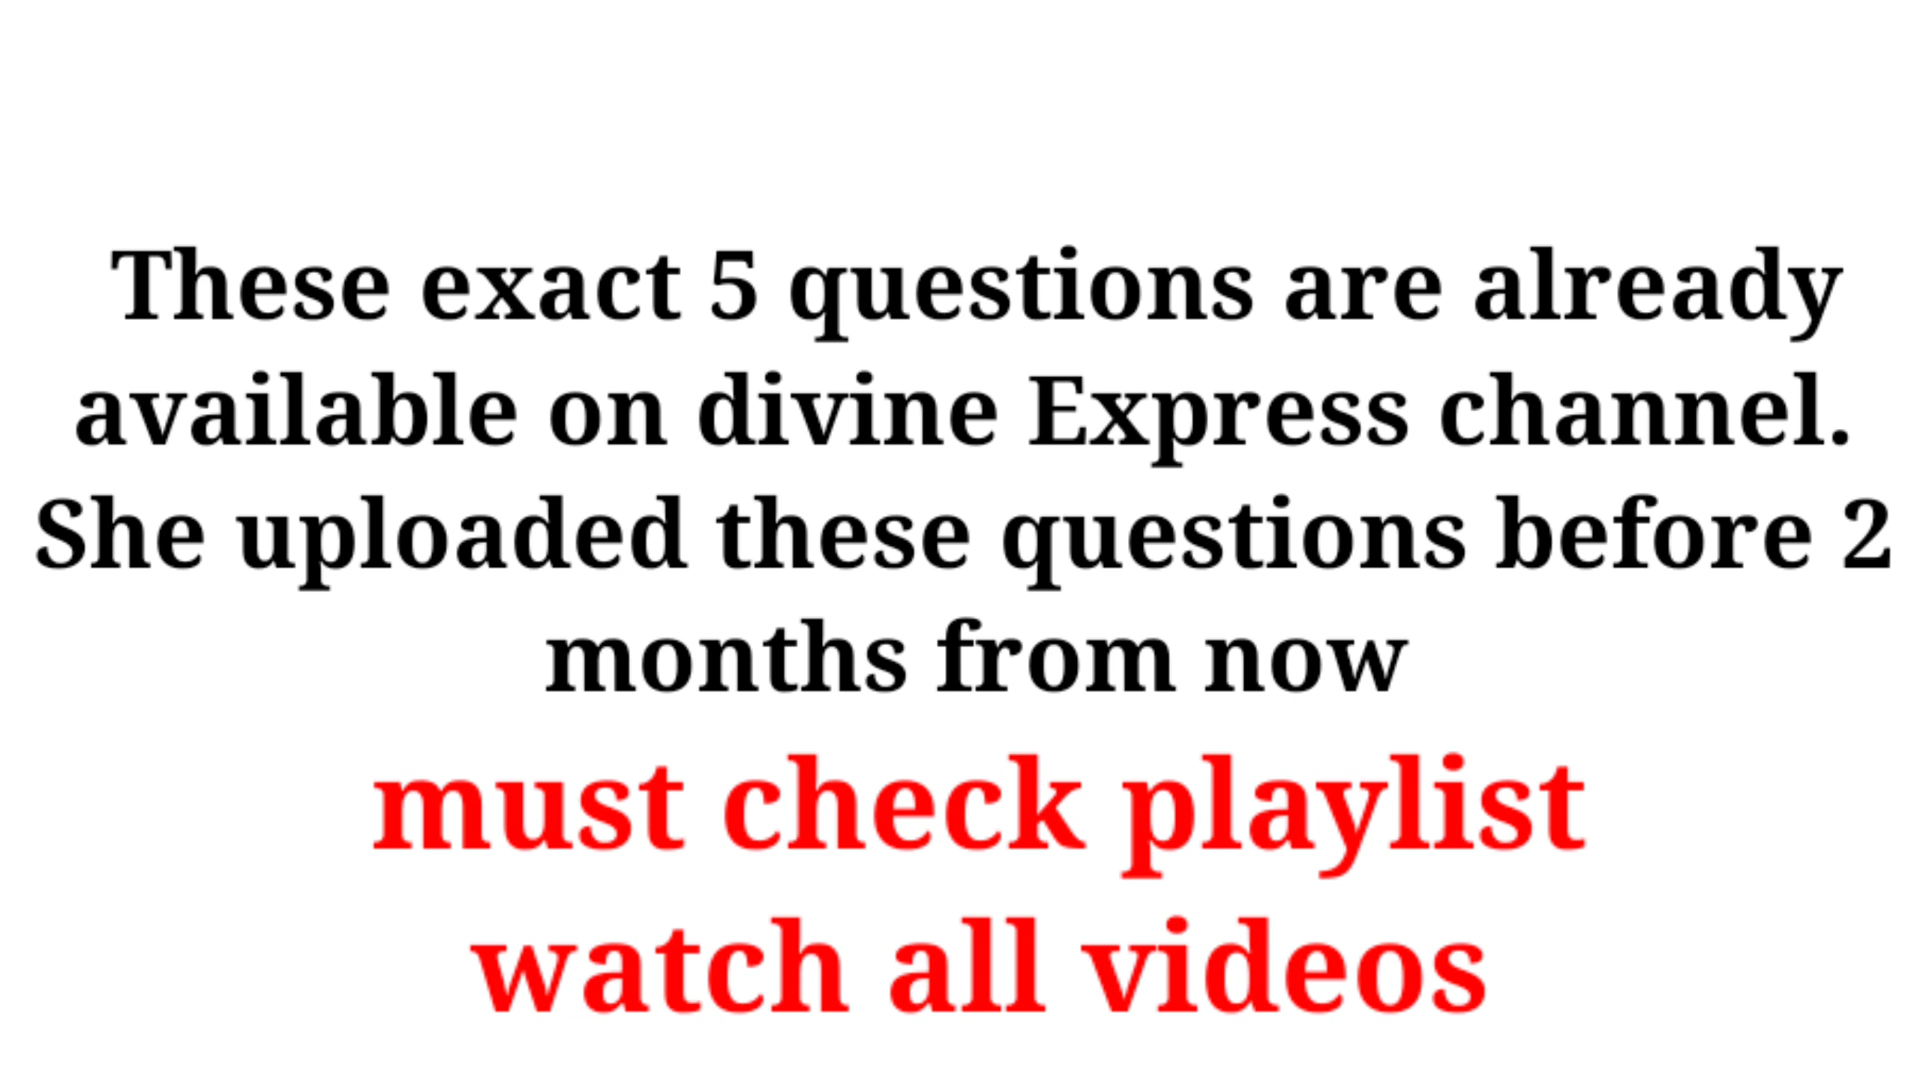 These exact 5 questions are already
available on divine Express channel.
She uploaded these questions before 2
months from now
must check playlist
watch all videos